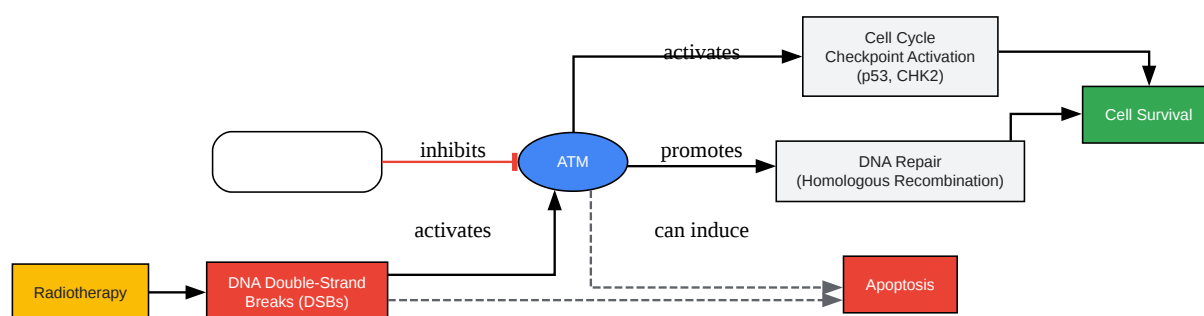 activates
Cell Cycle
Checkpoint Activation
(p53, CHK2)
Cell Survival
inhibits
ATM
promotes
DNA Repair
(Homologous Recombination)
activates
can induce
Radiotherapy
DNA Double-Strand
Breaks (DSBs)
Apoptosis